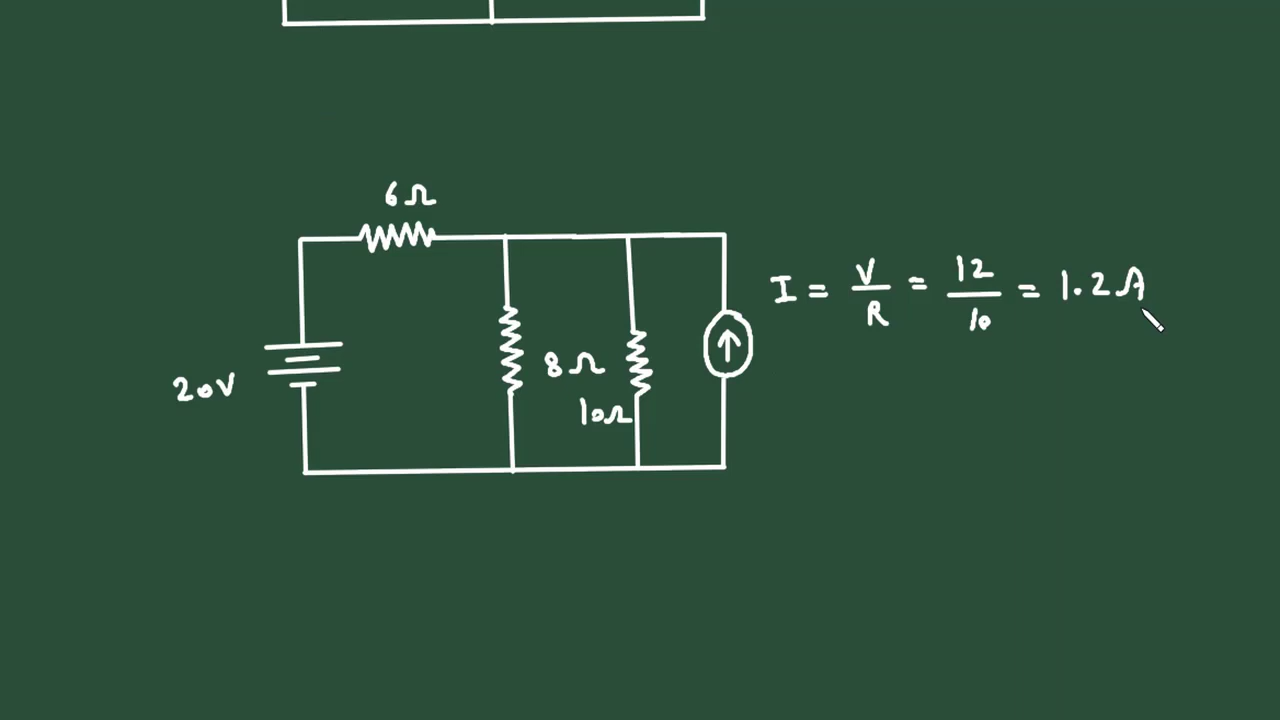 6Ω
I = V/R = 12/10 = 1.2A
20V
8Ω
10Ω